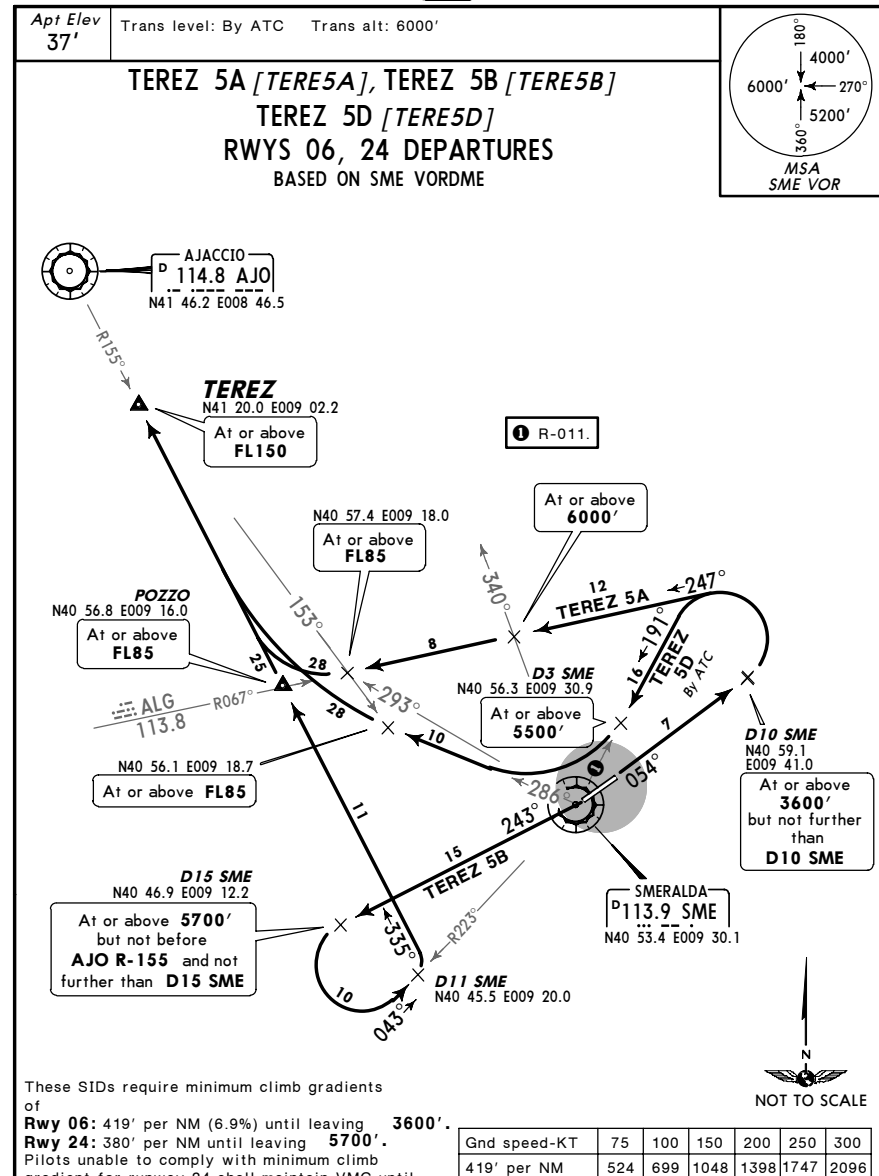 Apt Elev
37'
Trans level: By ATC Trans alt: 6000'
180°
4000'
6000'
270°
5200'
360°
MSA
SME VOR
TEREZ 5A [TERE5A], TEREZ 5B [TERE5B]
TEREZ 5D [TERE5D]
RWYS 06, 24 DEPARTURES
BASED ON SME VORDME
AJACCIO
D 114.8 AJO
N41 46.2 E008 46.5
R155°
TEREZ
N41 20.0 E009 02.2
At or above
FL150
1 R-011.
N40 57.4 E009 18.0
At or above
FL85
At or above
6000'
POZZO
N40 56.8 E009 16.0
At or above
FL85
153°
340°
12
TEREZ 5A
247°
191°
16
TEREZ
5D
By ATC
8
25
28
28
ALG
113.8
R067°
293°
D3 SME
N40 56.3 E009 30.9
At or above
5500'
10
7
D10 SME
N40 59.1
E009 41.0
At or above
3600'
but not further
than
D10 SME
N40 56.1 E009 18.7
At or above FL85
1
054°
286°
243°
11
15
TEREZ 5B
D15 SME
N40 46.9 E009 12.2
At or above 5700'
but not before
AJO R-155 and not
further than D15 SME
SMERALDA
D 113.9 SME
N40 53.4 E009 30.1
335°
R223°
D11 SME
N40 45.5 E009 20.0
10
043°
N
NOT TO SCALE
These SIDs require minimum climb gradients
of
Rwy 06: 419' per NM (6.9%) until leaving 3600'.
Rwy 24: 380' per NM until leaving 5700'.
Pilots unable to comply with minimum climb
gradient for runway 24 shall maintain VMC until
Gnd speed-KT 75 100 150 200 250 300
419' per NM 524 699 1048 1398 1747 2096